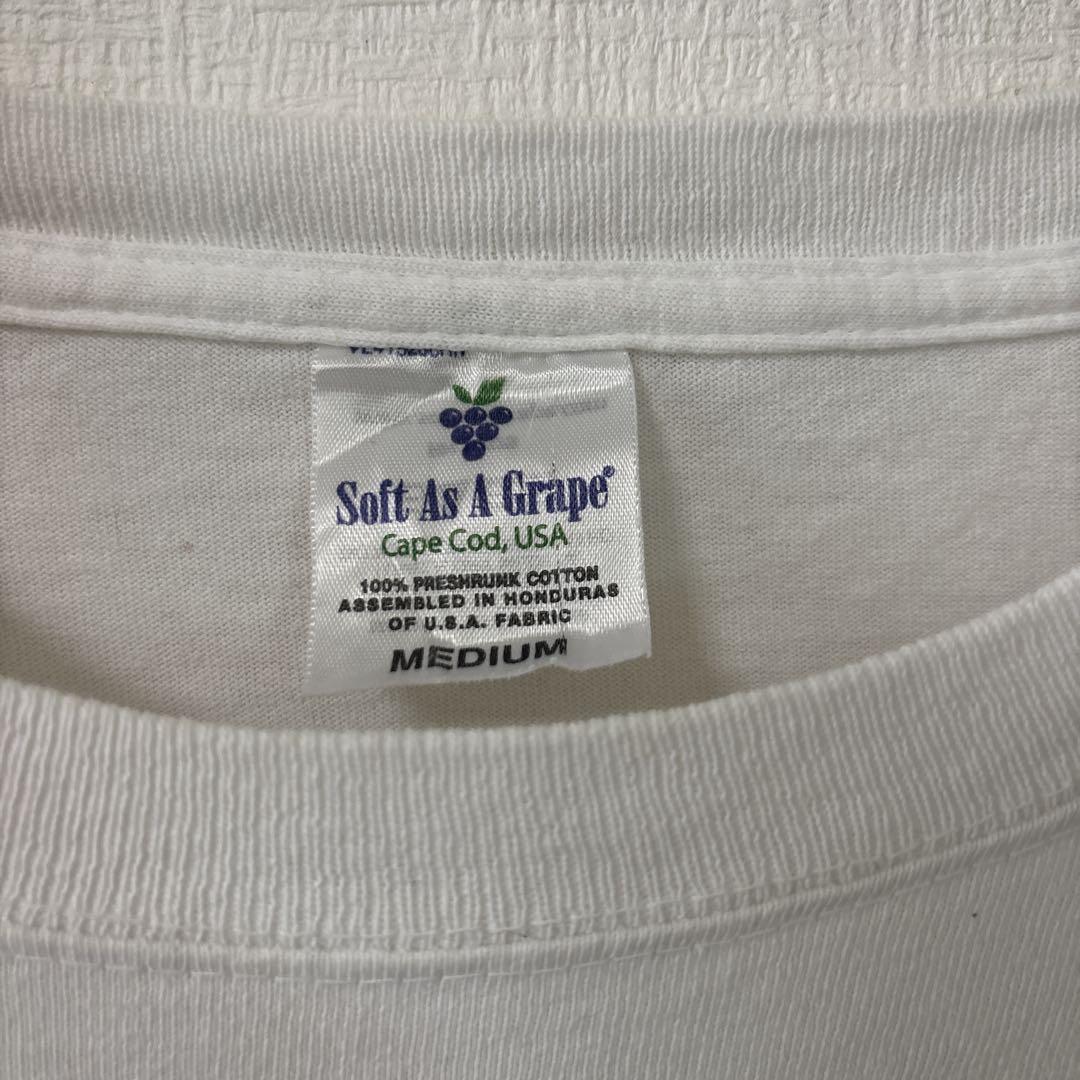 Soft As A Grape®
Cape Cod, USA
100% PRESHRUNK COTTON
ASSEMBLED IN HONDURAS
OF U.S.A. FABRIC
MEDIUM